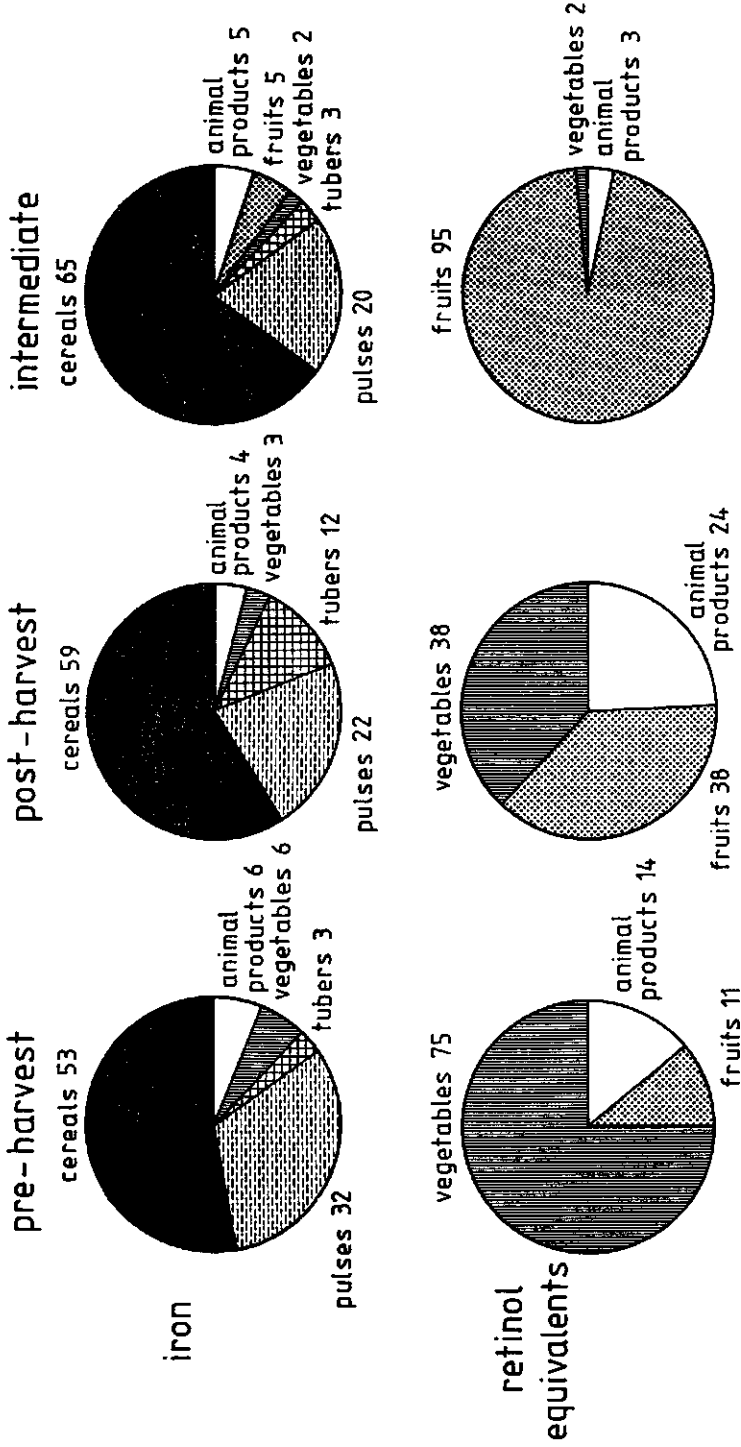 pre-harvest
post-harvest
intermediate
iron
cereals 53
animal
products 6
vegetables 6
tubers 3
pulses 32
cereals 59
animal
products 4
vegetables 3
tubers 12
pulses 22
cereals 65
animal
products 5
fruits 5
vegetables 2
tubers 3
pulses 20
retinol
equivalents
vegetables 75
animal
products 14
fruits 11
vegetables 38
animal
products 24
fruits 38
fruits 95
vegetables 2
animal
products 3